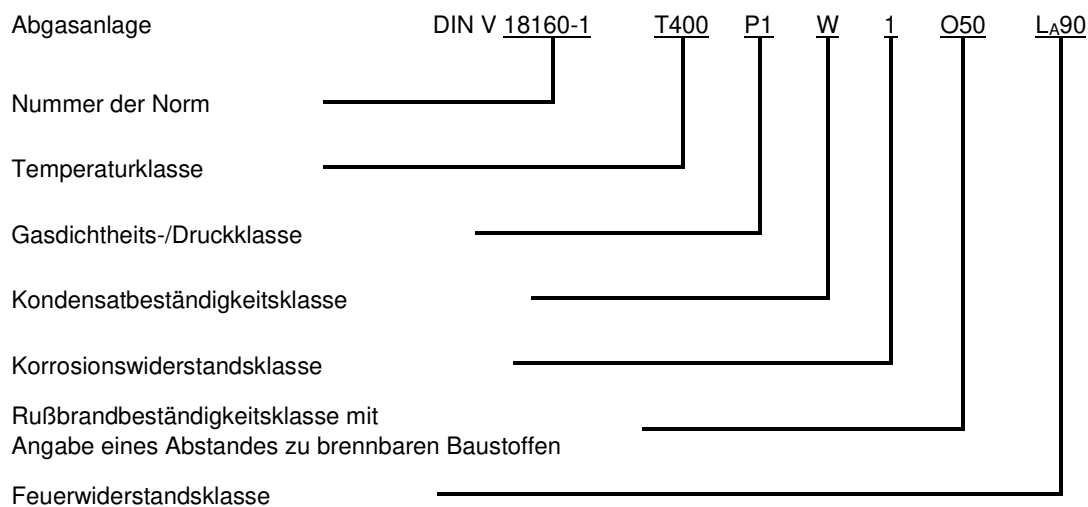 Abgasanlage DIN V 18160-1 T400 P1 W 1 O50 LA90
Nummer der Norm
Temperaturklasse
Gasdichtheits-/Druckklasse
Kondensatbeständigkeitsklasse
Korrosionswiderstandsklasse
Rußbrandbeständigkeitsklasse mit
Angabe eines Abstandes zu brennbaren Baustoffen
Feuerwiderstandsklasse